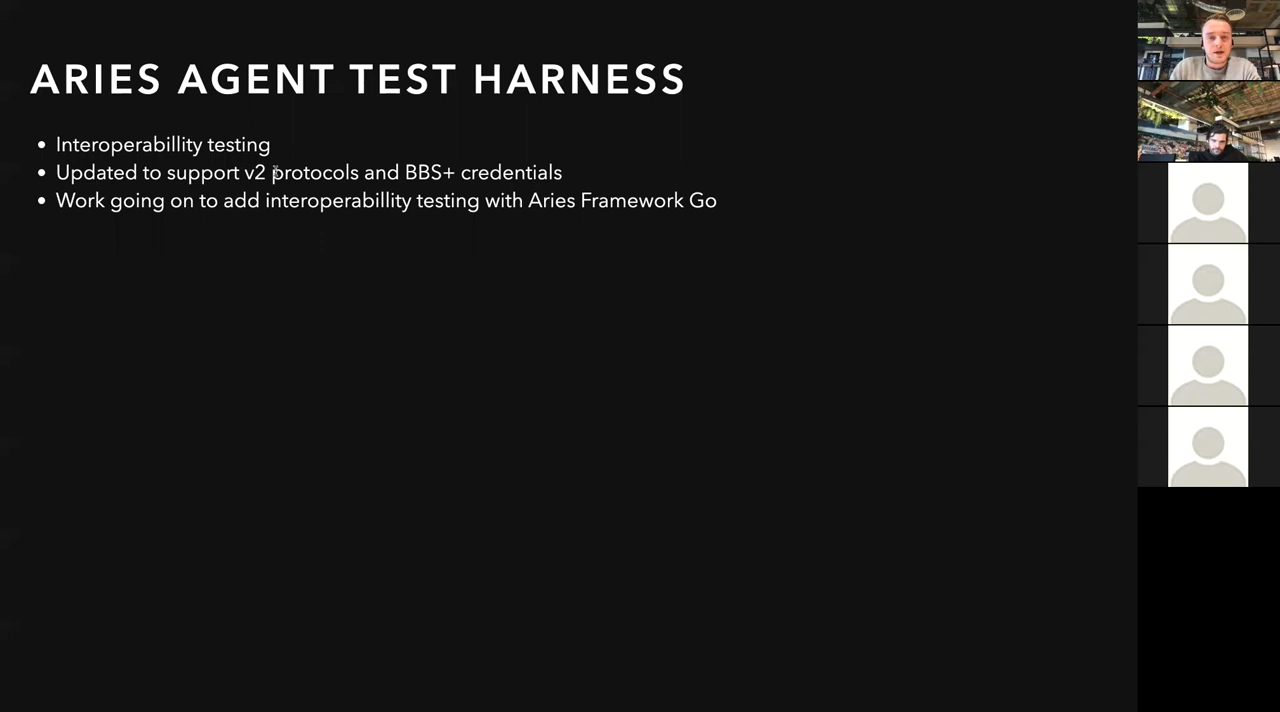 ARIES AGENT TEST HARNESS
• Interoperabillity testing
• Updated to support v2 protocols and BBS+ credentials
• Work going on to add interoperabillity testing with Aries Framework Go